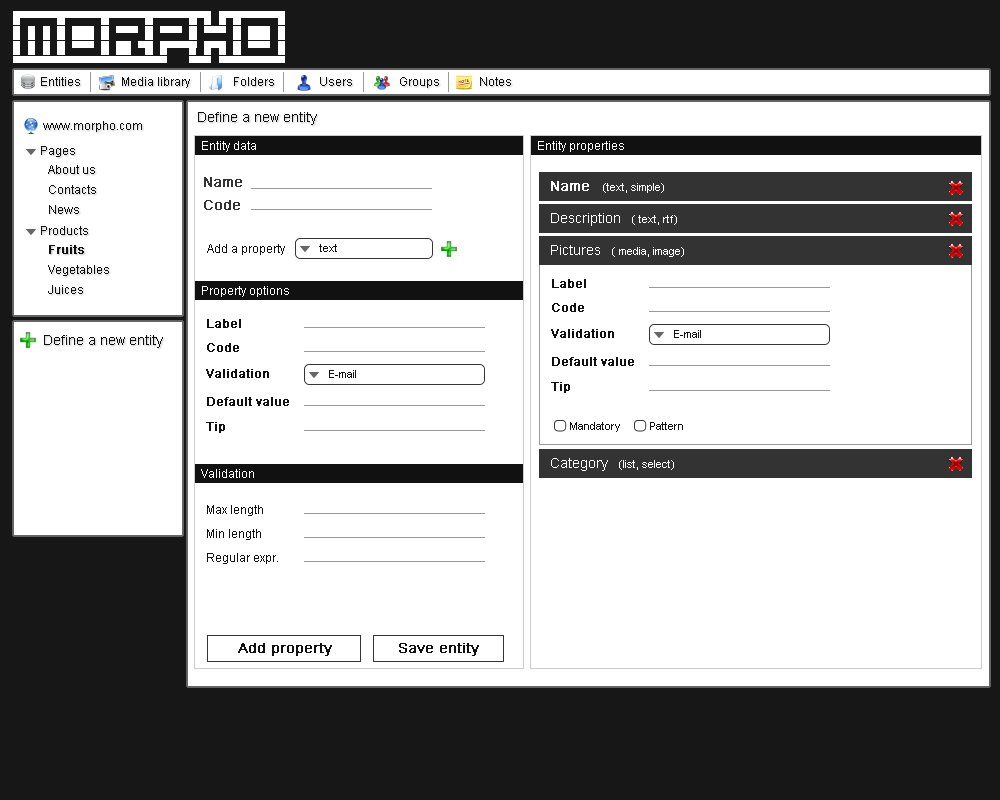 MORPHO
Entities Media library Folders Users Groups Notes
www.morpho.com
Pages
About us
Contacts
News
Products
Fruits
Vegetables
Juices
Define a new entity
Define a new entity
Entity data
Name
Code
Add a property text
Property options
Label
Code
Validation E-mail
Default value
Tip
Validation
Max length
Min length
Regular expr.
Add property Save entity
Entity properties
Name (text, simple)
Description ( text, rtf)
Pictures ( media, image)
Label
Code
Validation E-mail
Default value
Tip
Mandatory Pattern
Category (list, select)